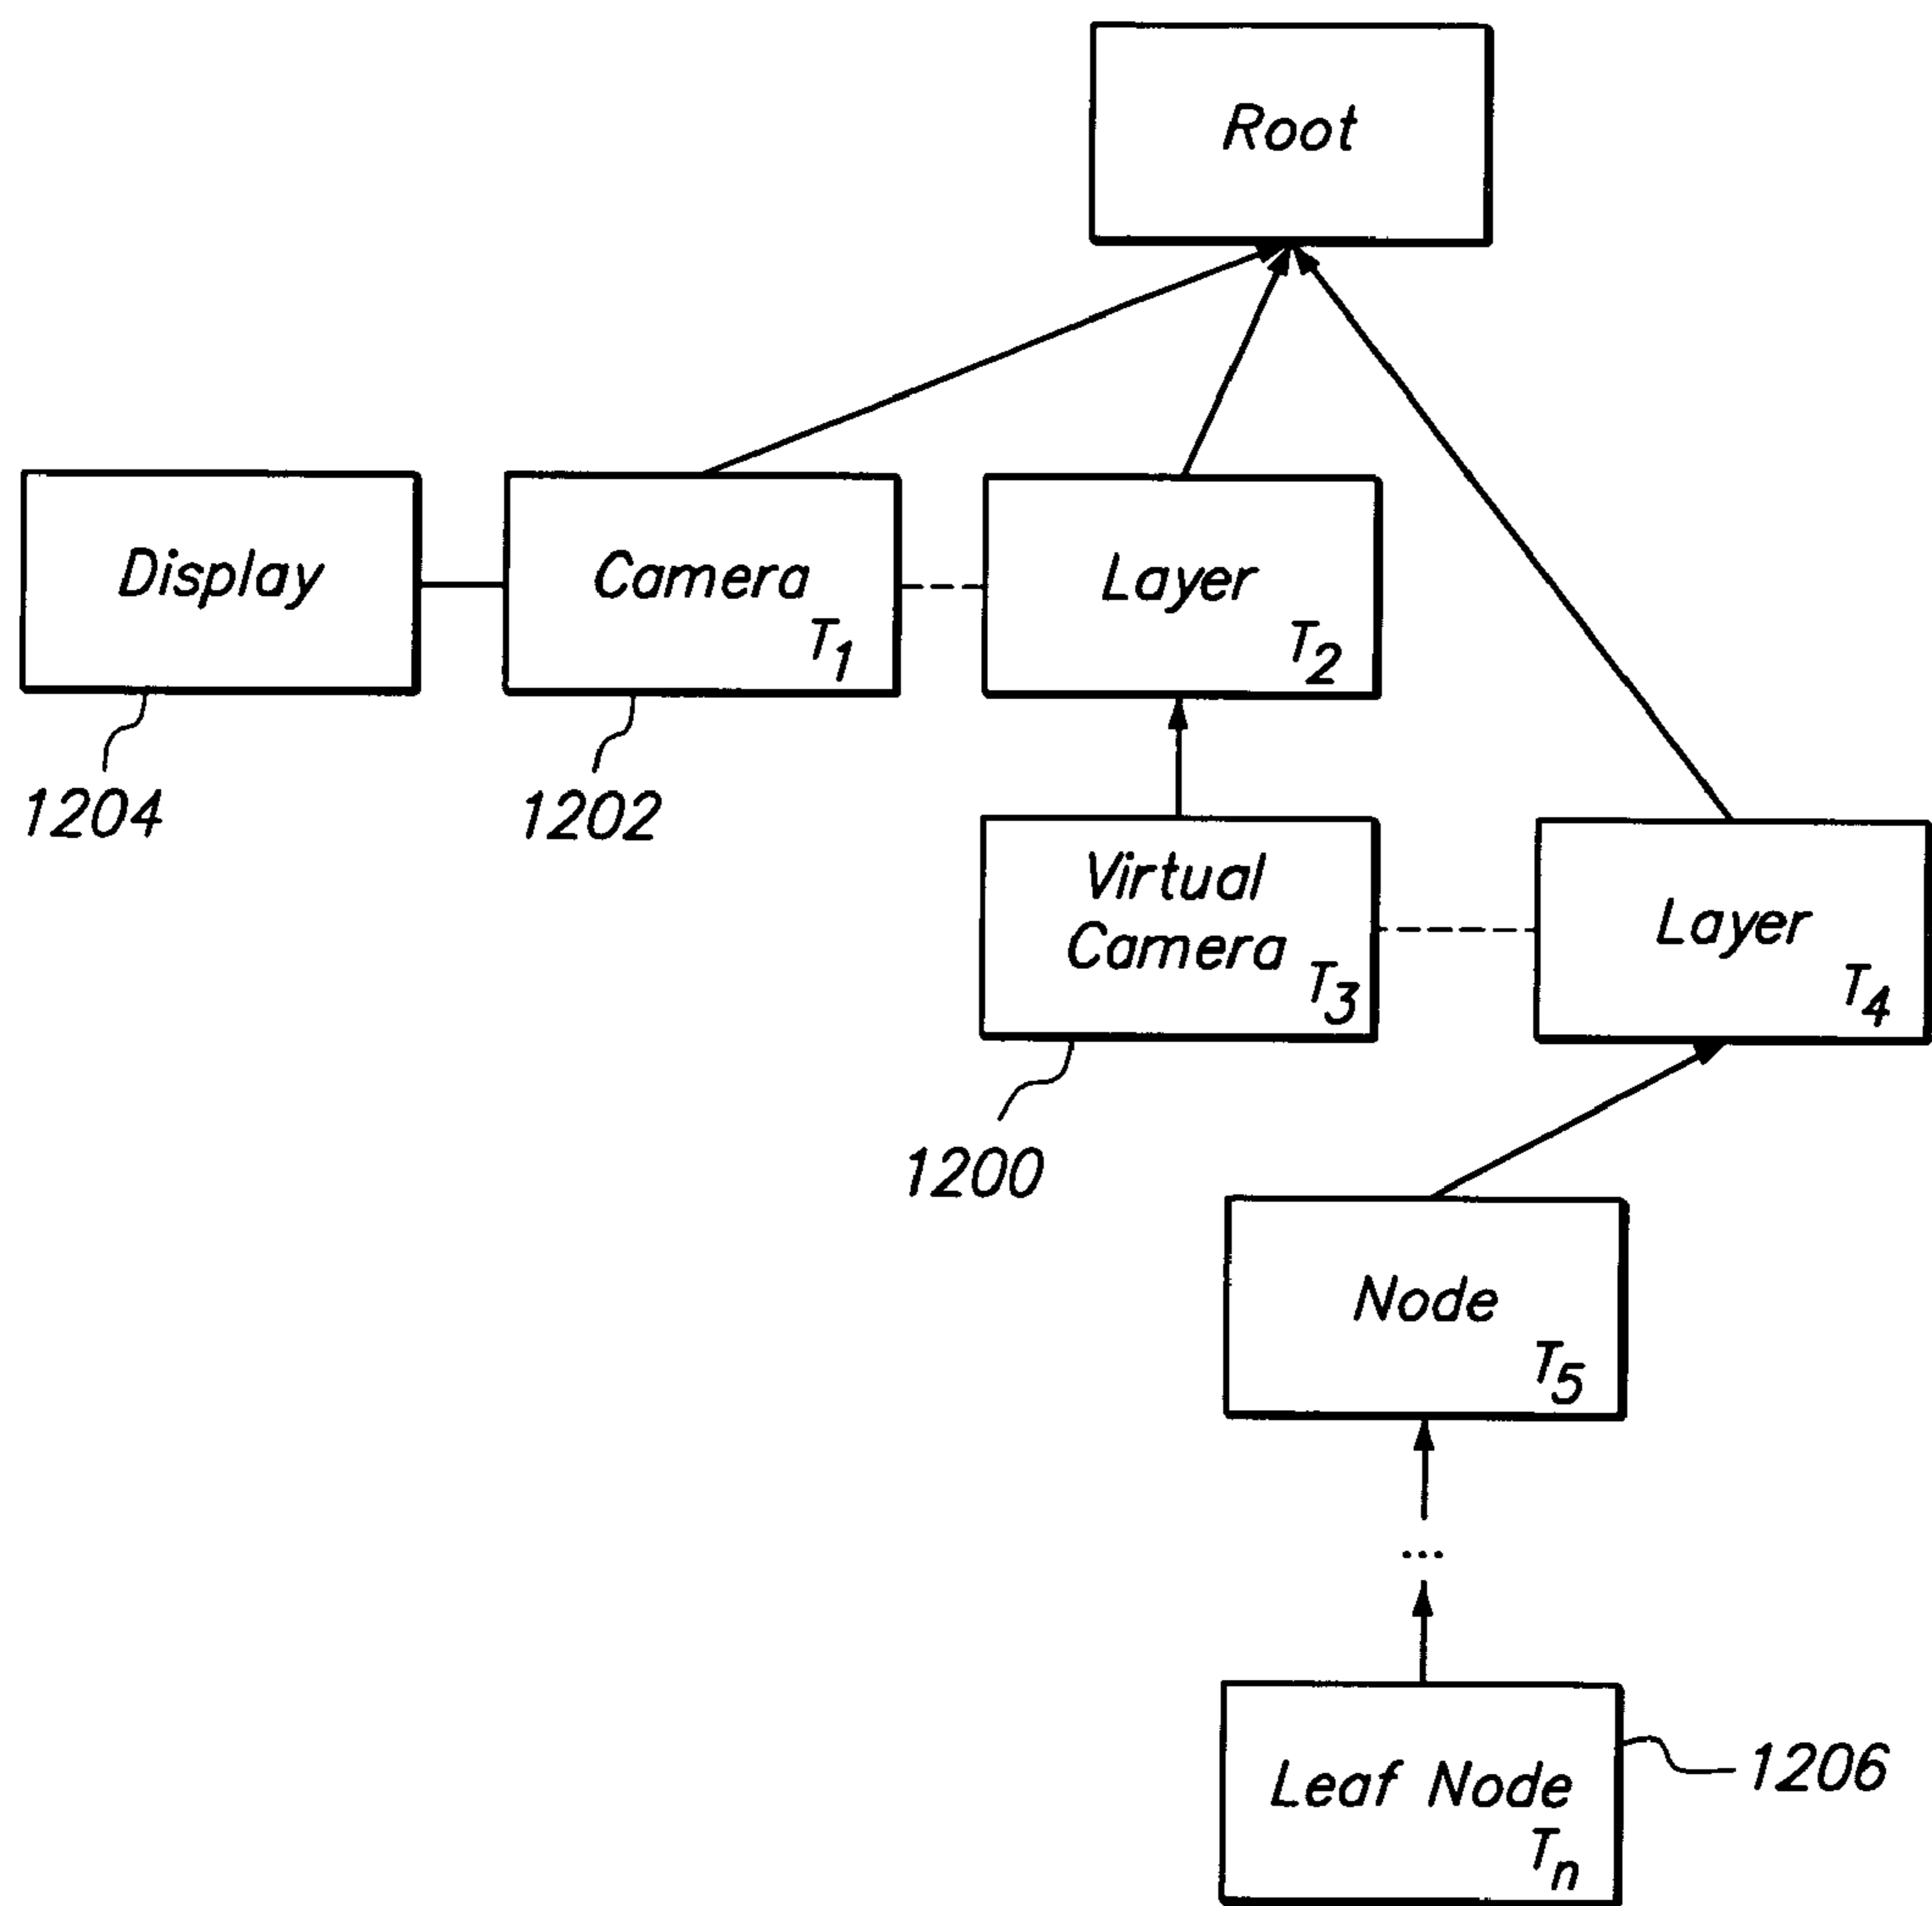 Root
Display
Camera
T1
Layer
T2
1204
1202
Virtual
Camera
T3
Layer
T4
1200
Node
T5
...
Leaf Node
Tn
1206